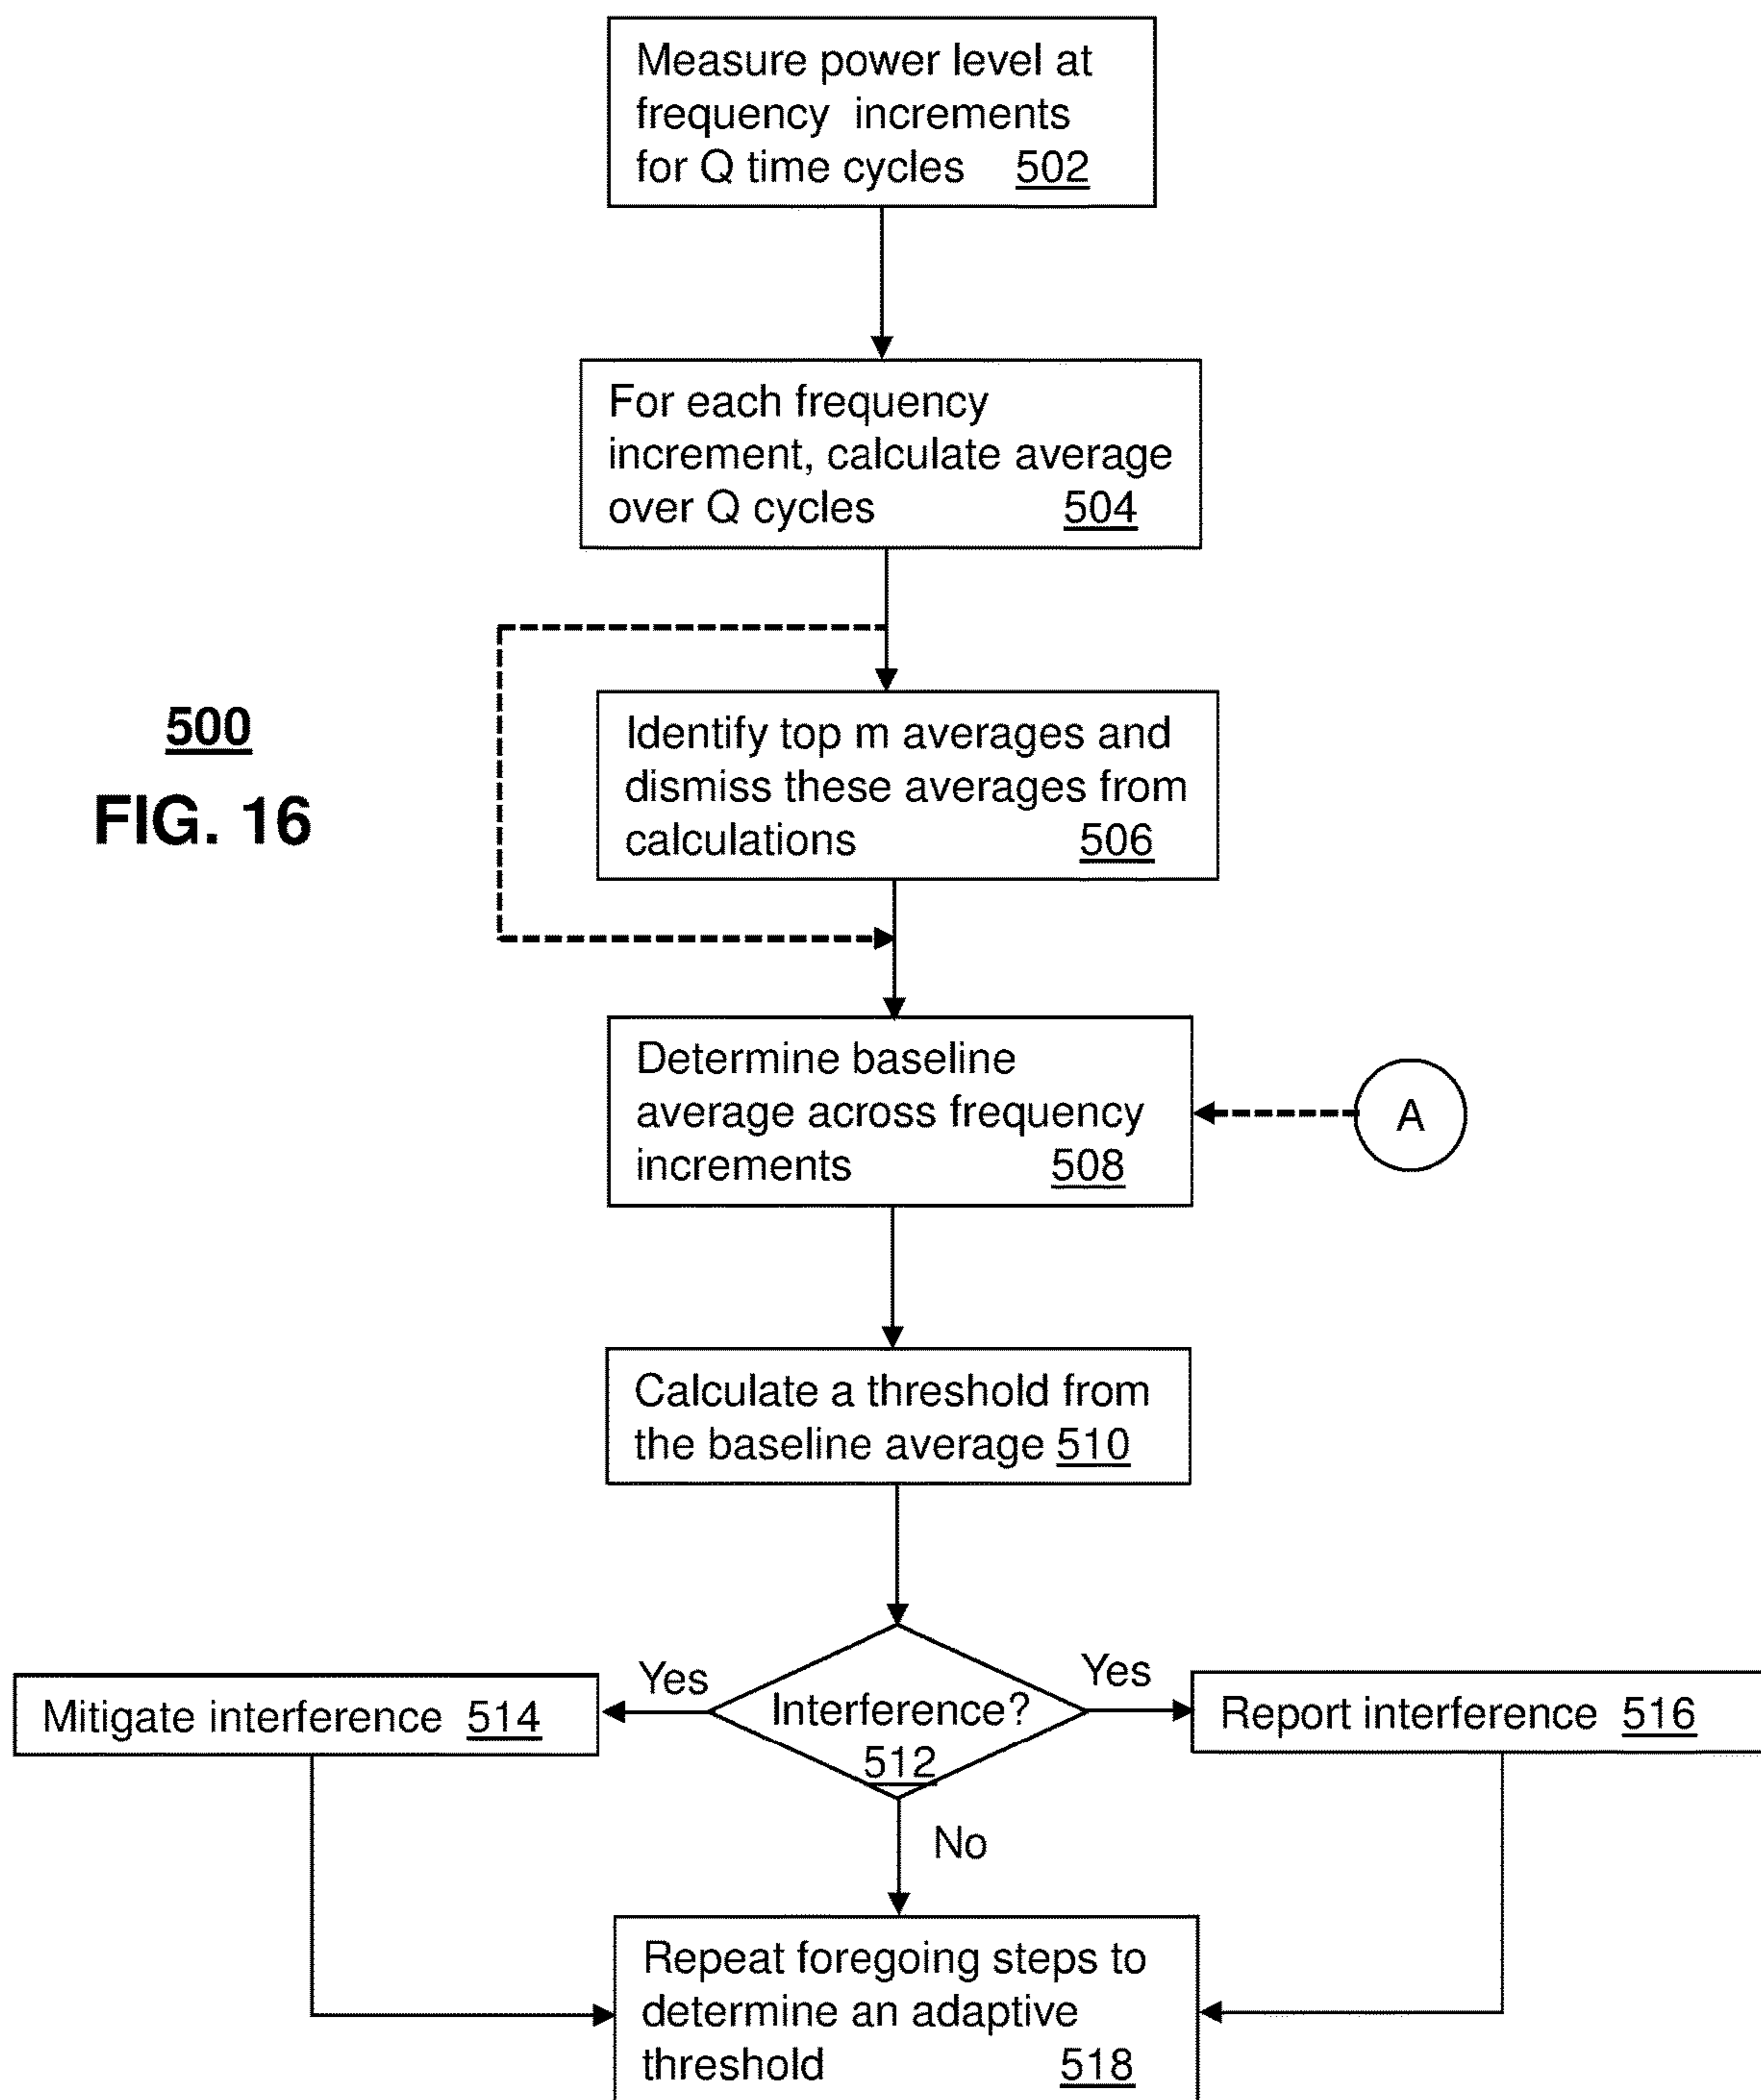 Measure power level at
frequency increments
for Q time cycles 502
For each frequency
increment, calculate average
over Q cycles 504
500
FIG. 16
Identify top m averages and
dismiss these averages from
calculations 506
Determine baseline
average across frequency
increments 508
A
Calculate a threshold from
the baseline average 510
Yes
Yes
Mitigate interference 514
Interference?
512
Report interference 516
No
Repeat foregoing steps to
determine an adaptive
threshold 518